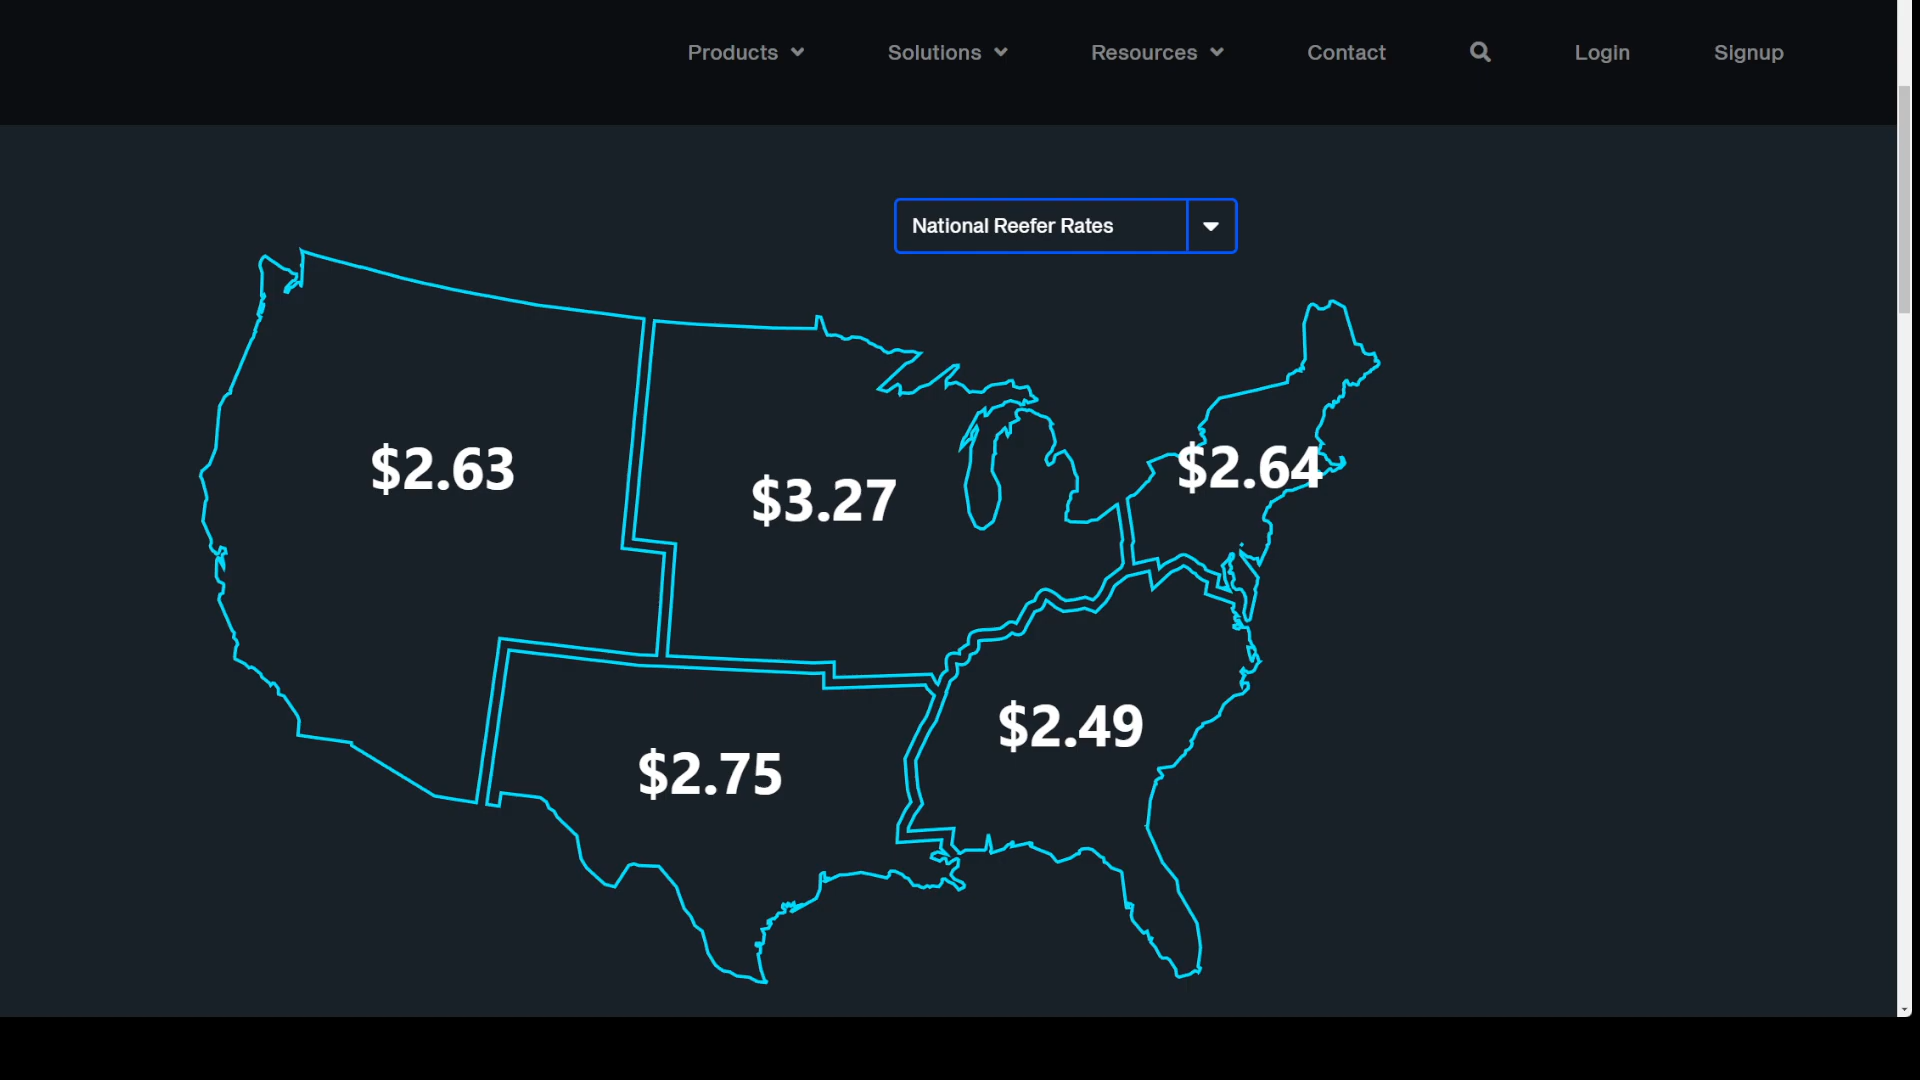 Products
Solutions
Resources
Contact
Login
Signup
National Reefer Rates
$2.63
$3.27
$2.64
$2.75
$2.49